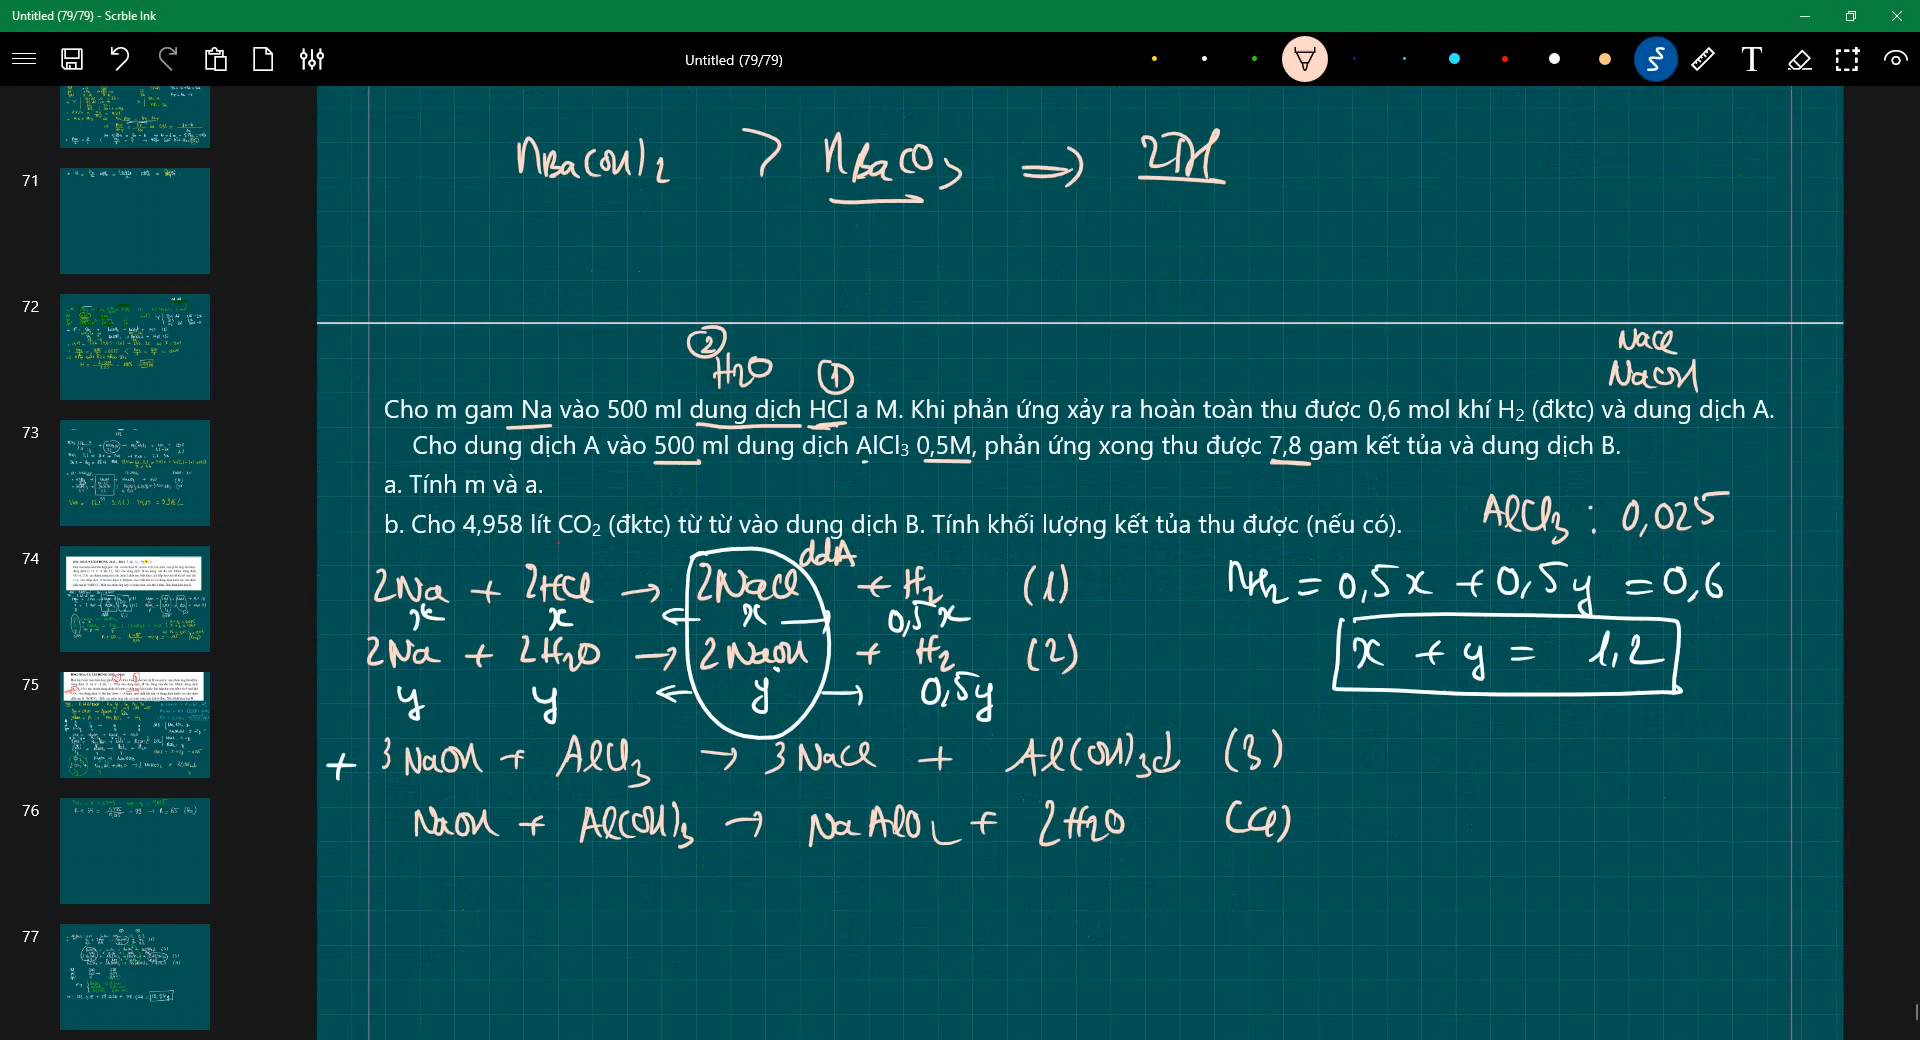 Untitled (79/79) - Scrble Ink
Untitled (79/79)
T
71
72
73
74
75
76
77
nBa(OH)2 > nBaCO3 => 2TH
② H2O ①
NaCl
NaOH
Cho m gam Na vào 500 ml dung dịch HCl a M. Khi phản ứng xảy ra hoàn toàn thu được 0,6 mol khí H₂ (đktc) và dung dịch A.
Cho dung dịch A vào 500 ml dung dịch AlCl₃ 0,5M, phản ứng xong thu được 7,8 gam kết tủa và dung dịch B.
a. Tính m và a.
b. Cho 4,958 lít CO₂ (đktc) từ từ vào dung dịch B. Tính khối lượng kết tủa thu được (nếu có).
AlCl3 : 0,025
ddA
2Na + 2HCl → 2NaCl + H2 (1)
x x ← x → 0,5x
2Na + 2H2O → 2NaOH + H2 (2)
y y ← y → 0,5y
nH2 = 0,5x + 0,5y = 0,6
x + y = 1,2
+ 3NaOH + AlCl3 → 3NaCl + Al(OH)3↓ (3)
NaOH + Al(OH)3 → NaAlO2 + 2H2O (4)